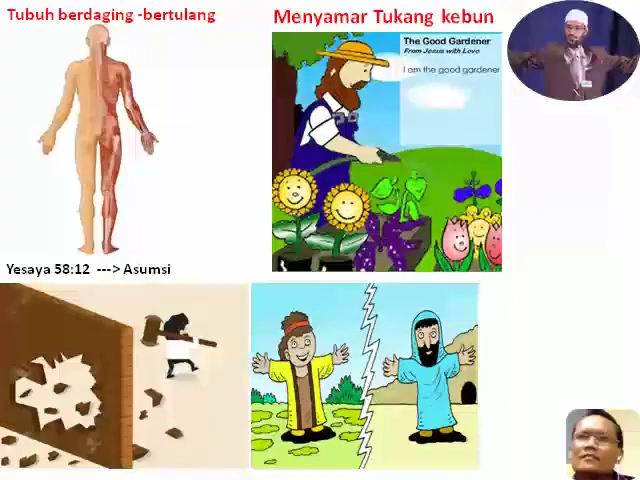 Tubuh berdaging -bertulang
Menyamar Tukang kebun
The Good Gardener
From Jesus with Love
I am the good gardener
Yesaya 58:12 ---> Asumsi